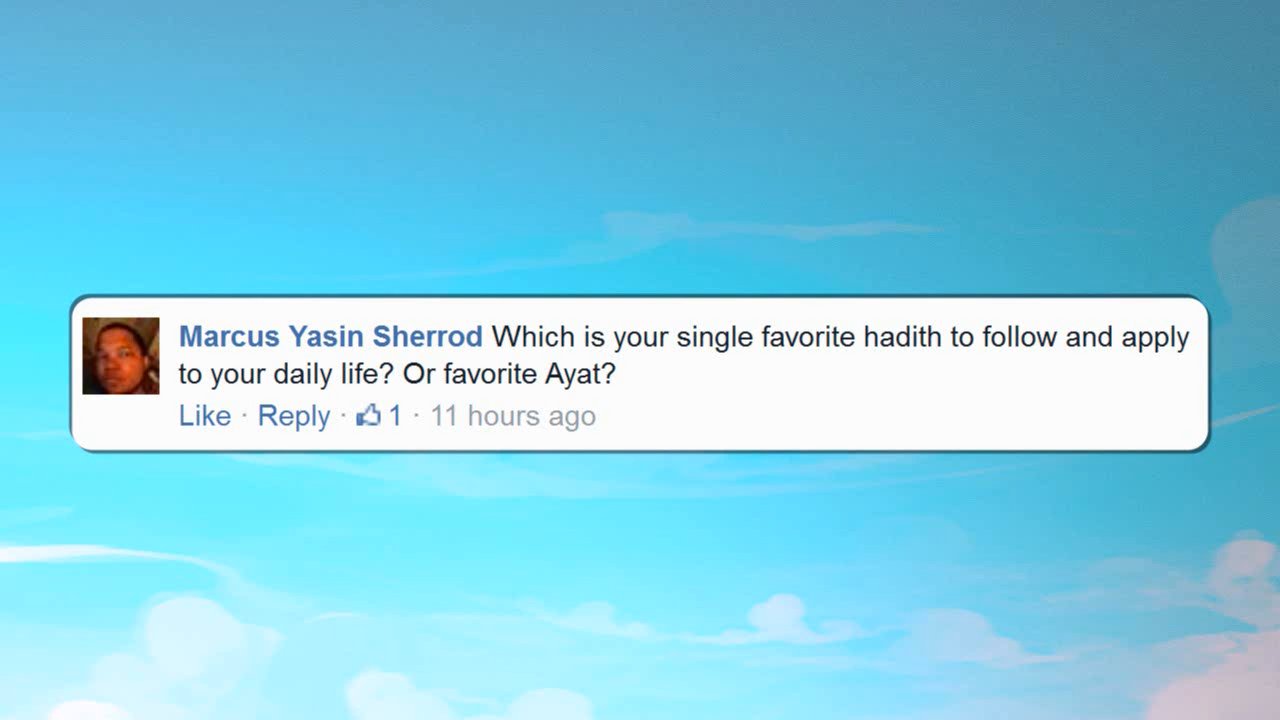 Marcus Yasin Sherrod Which is your single favorite hadith to follow and apply
to your daily life? Or favorite Ayat?
Like · Reply · 1 · 11 hours ago